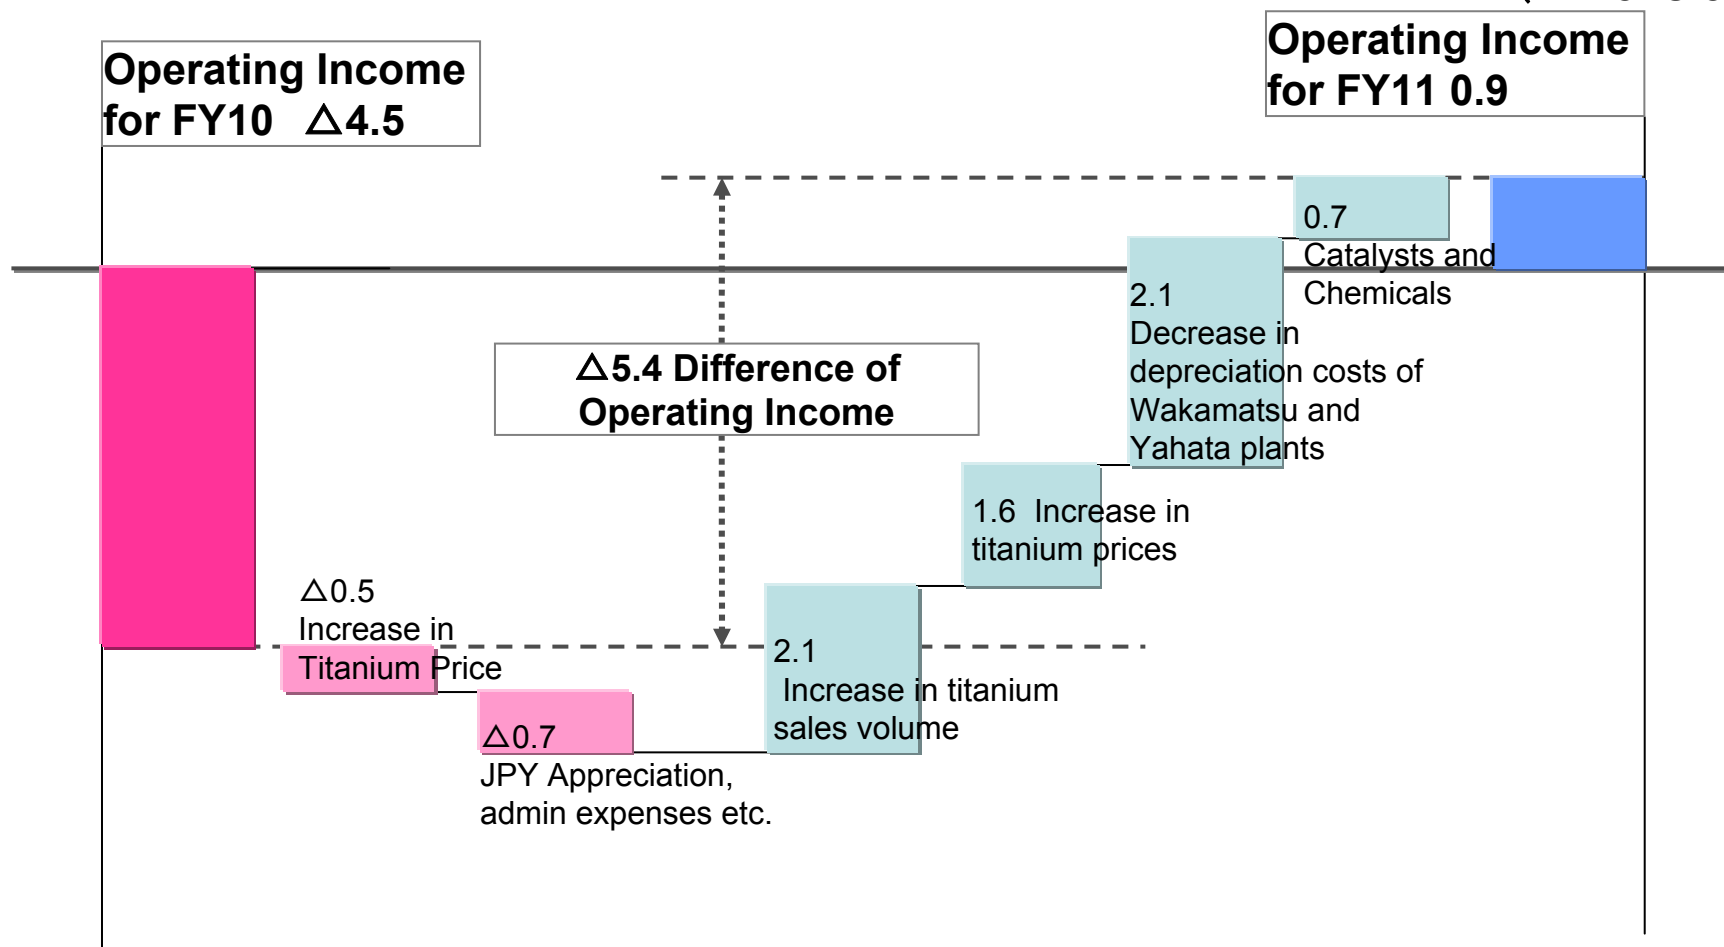 Operating Income
for FY10 △4.5
Operating Income
for FY11 0.9
0.7
Catalysts and
Chemicals
2.1
Decrease in
depreciation costs of
Wakamatsu and
Yahata plants
△5.4 Difference of
Operating Income
1.6 Increase in
titanium prices
△0.5
Increase in
Titanium Price
2.1
Increase in titanium
sales volume
△0.7
JPY Appreciation,
admin expenses etc.